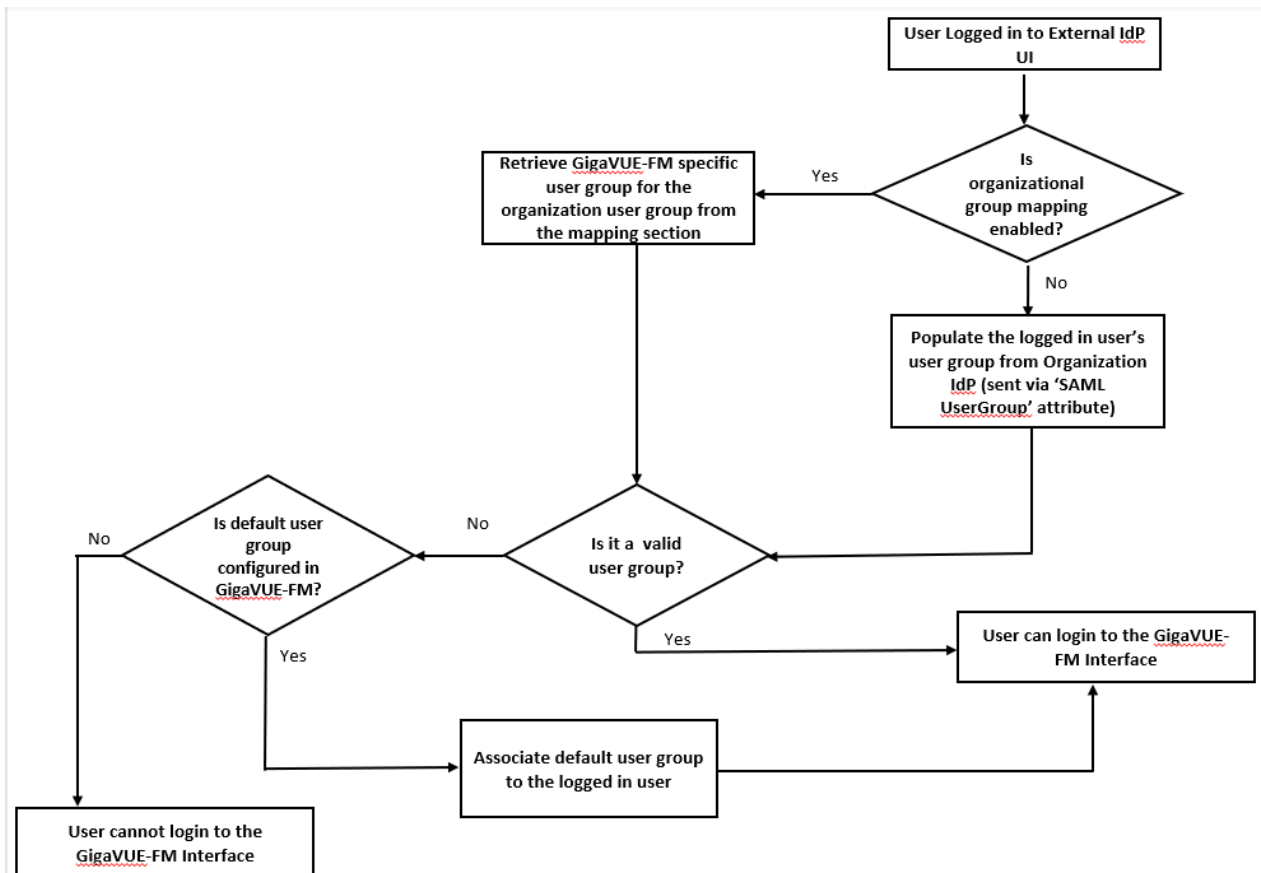 User Logged in to External IdP
UI
Is
organizational
group mapping
enabled?
Yes
Retrieve GigaVUE-FM specific
user group for the
organization user group from
the mapping section
No
Populate the logged in user's
user group from Organization
IdP (sent via ‘SAML
UserGroup’ attribute)
Is it a valid
user group?
No
Is default user
group
configured in
GigaVUE-FM?
No
Yes
Yes
User can login to the GigaVUE-
FM Interface
Associate default user group
to the logged in user
User cannot login to the
GigaVUE-FM Interface